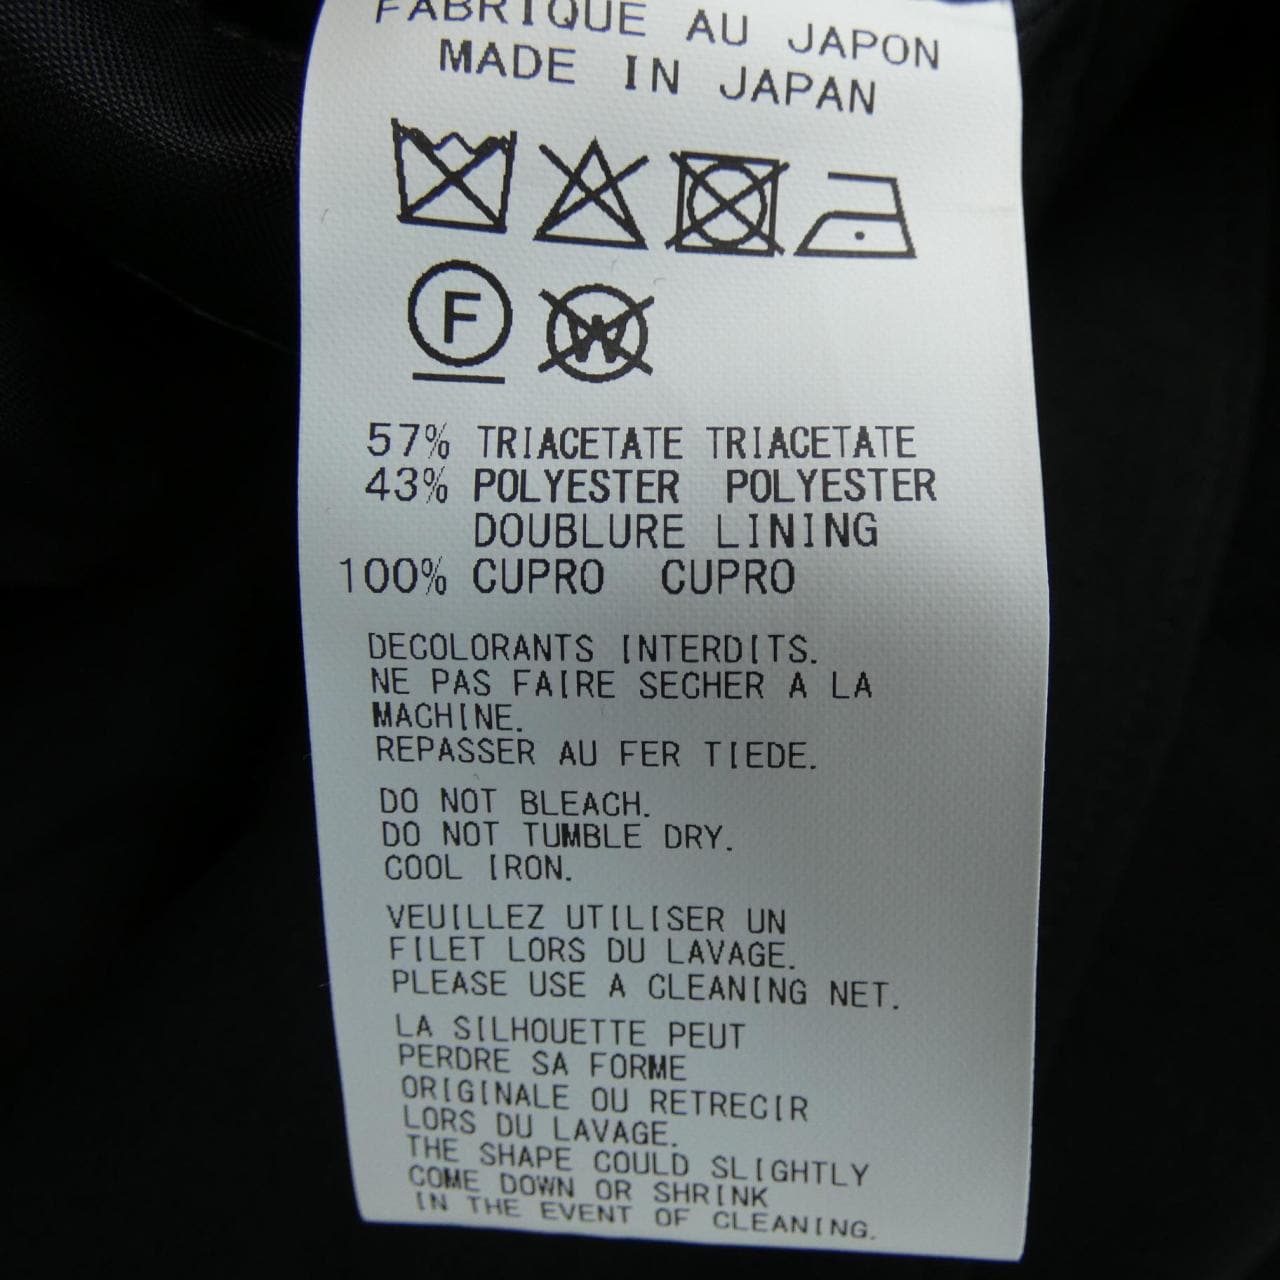 FABRIQUE AU JAPON
MADE IN JAPAN
F
W
57% TRIACETATE TRIACETATE
43% POLYESTER POLYESTER
DOUBLURE LINING
100% CUPRO CUPRO
DECOLORANTS INTERDITS.
NE PAS FAIRE SECHER A LA
MACHINE.
REPASSER AU FER TIEDE.
DO NOT BLEACH.
DO NOT TUMBLE DRY.
COOL IRON.
VEUILLEZ UTILISER UN
FILET LORS DU LAVAGE.
PLEASE USE A CLEANING NET.
LA SILHOUETTE PEUT
PERDRE SA FORME
ORIGINALE OU RETRECIR
LORS DU LAVAGE.
THE SHAPE COULD SLIGHTLY
COME DOWN OR SHRINK
IN THE EVENT OF CLEANING.